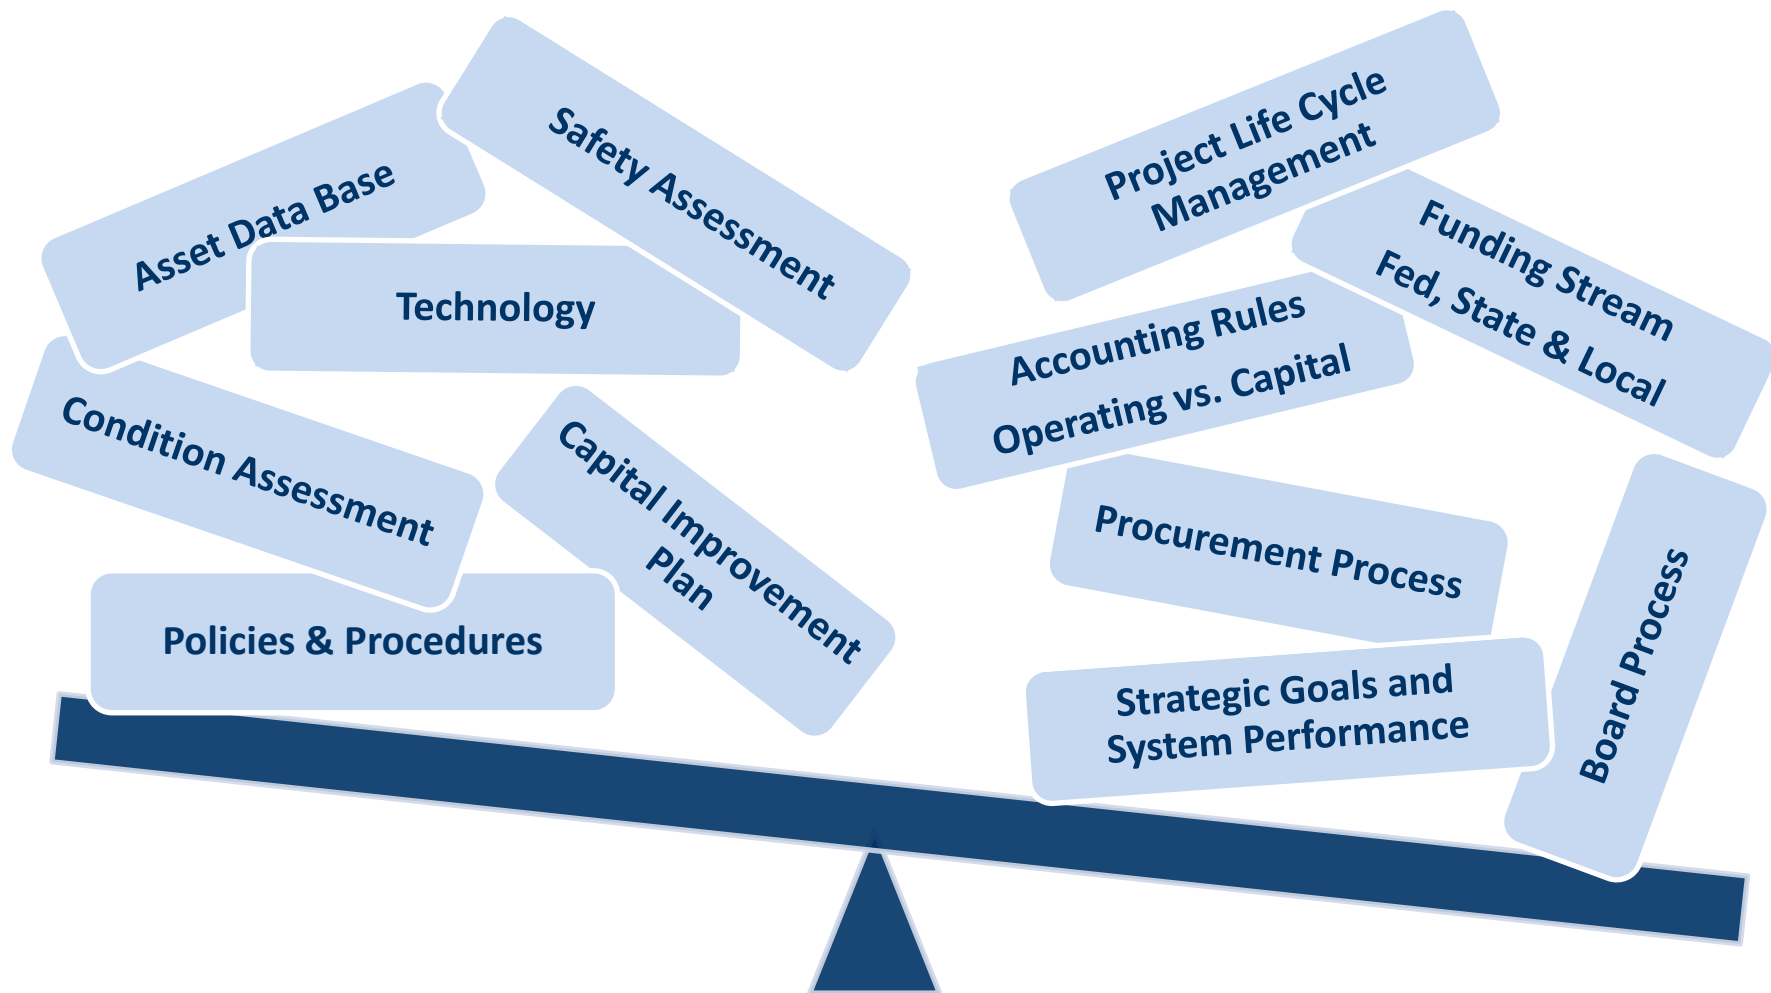 Safety Assessment
Asset Data Base
Technology
Condition Assessment
Capital Improvement
Plan
Policies & Procedures
Project Life Cycle
Management
Funding Stream
Fed, State & Local
Accounting Rules
Operating vs. Capital
Procurement Process
Board Process
Strategic Goals and
System Performance